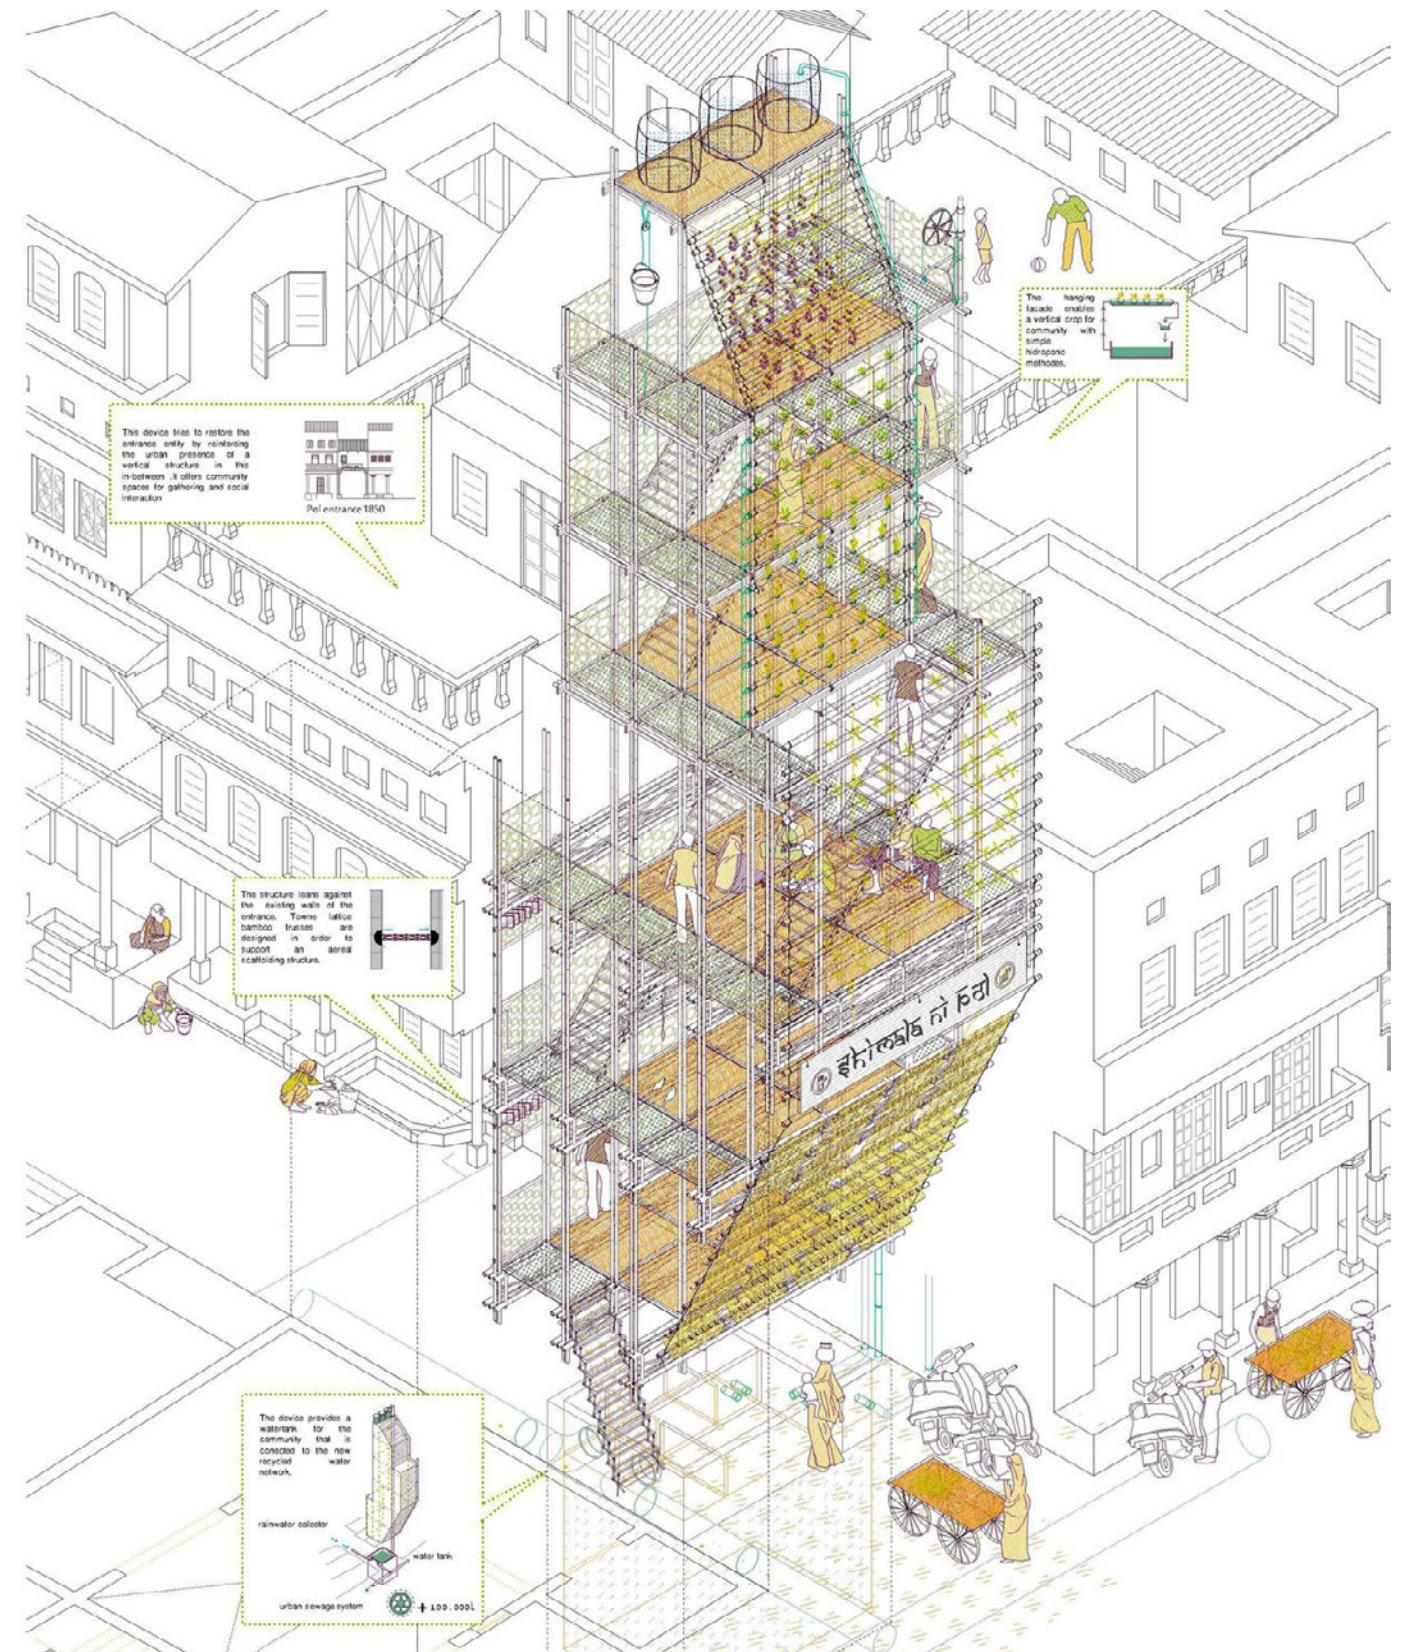 The hanging
facade enables
a vertical crop for
community with
simple
hidroponic
methodes.
This device tries to restore the
entrance entity by reinforcing
the urban presence of a
vertical structure in this
in-between .It offers community
spaces for gathering and social
interaction
Pol entrance 1850
The structure leans against
the existing walls of the
entrance. Towne lattice
bamboo trusses are
designed in order to
support an aereal
scaffolding structure.
shimala ni pol
The device provides a
watertank for the
community that is
conected to the new
recycled water
network.
rainwater collector
water tank
urban sewage system
+ 100.000l